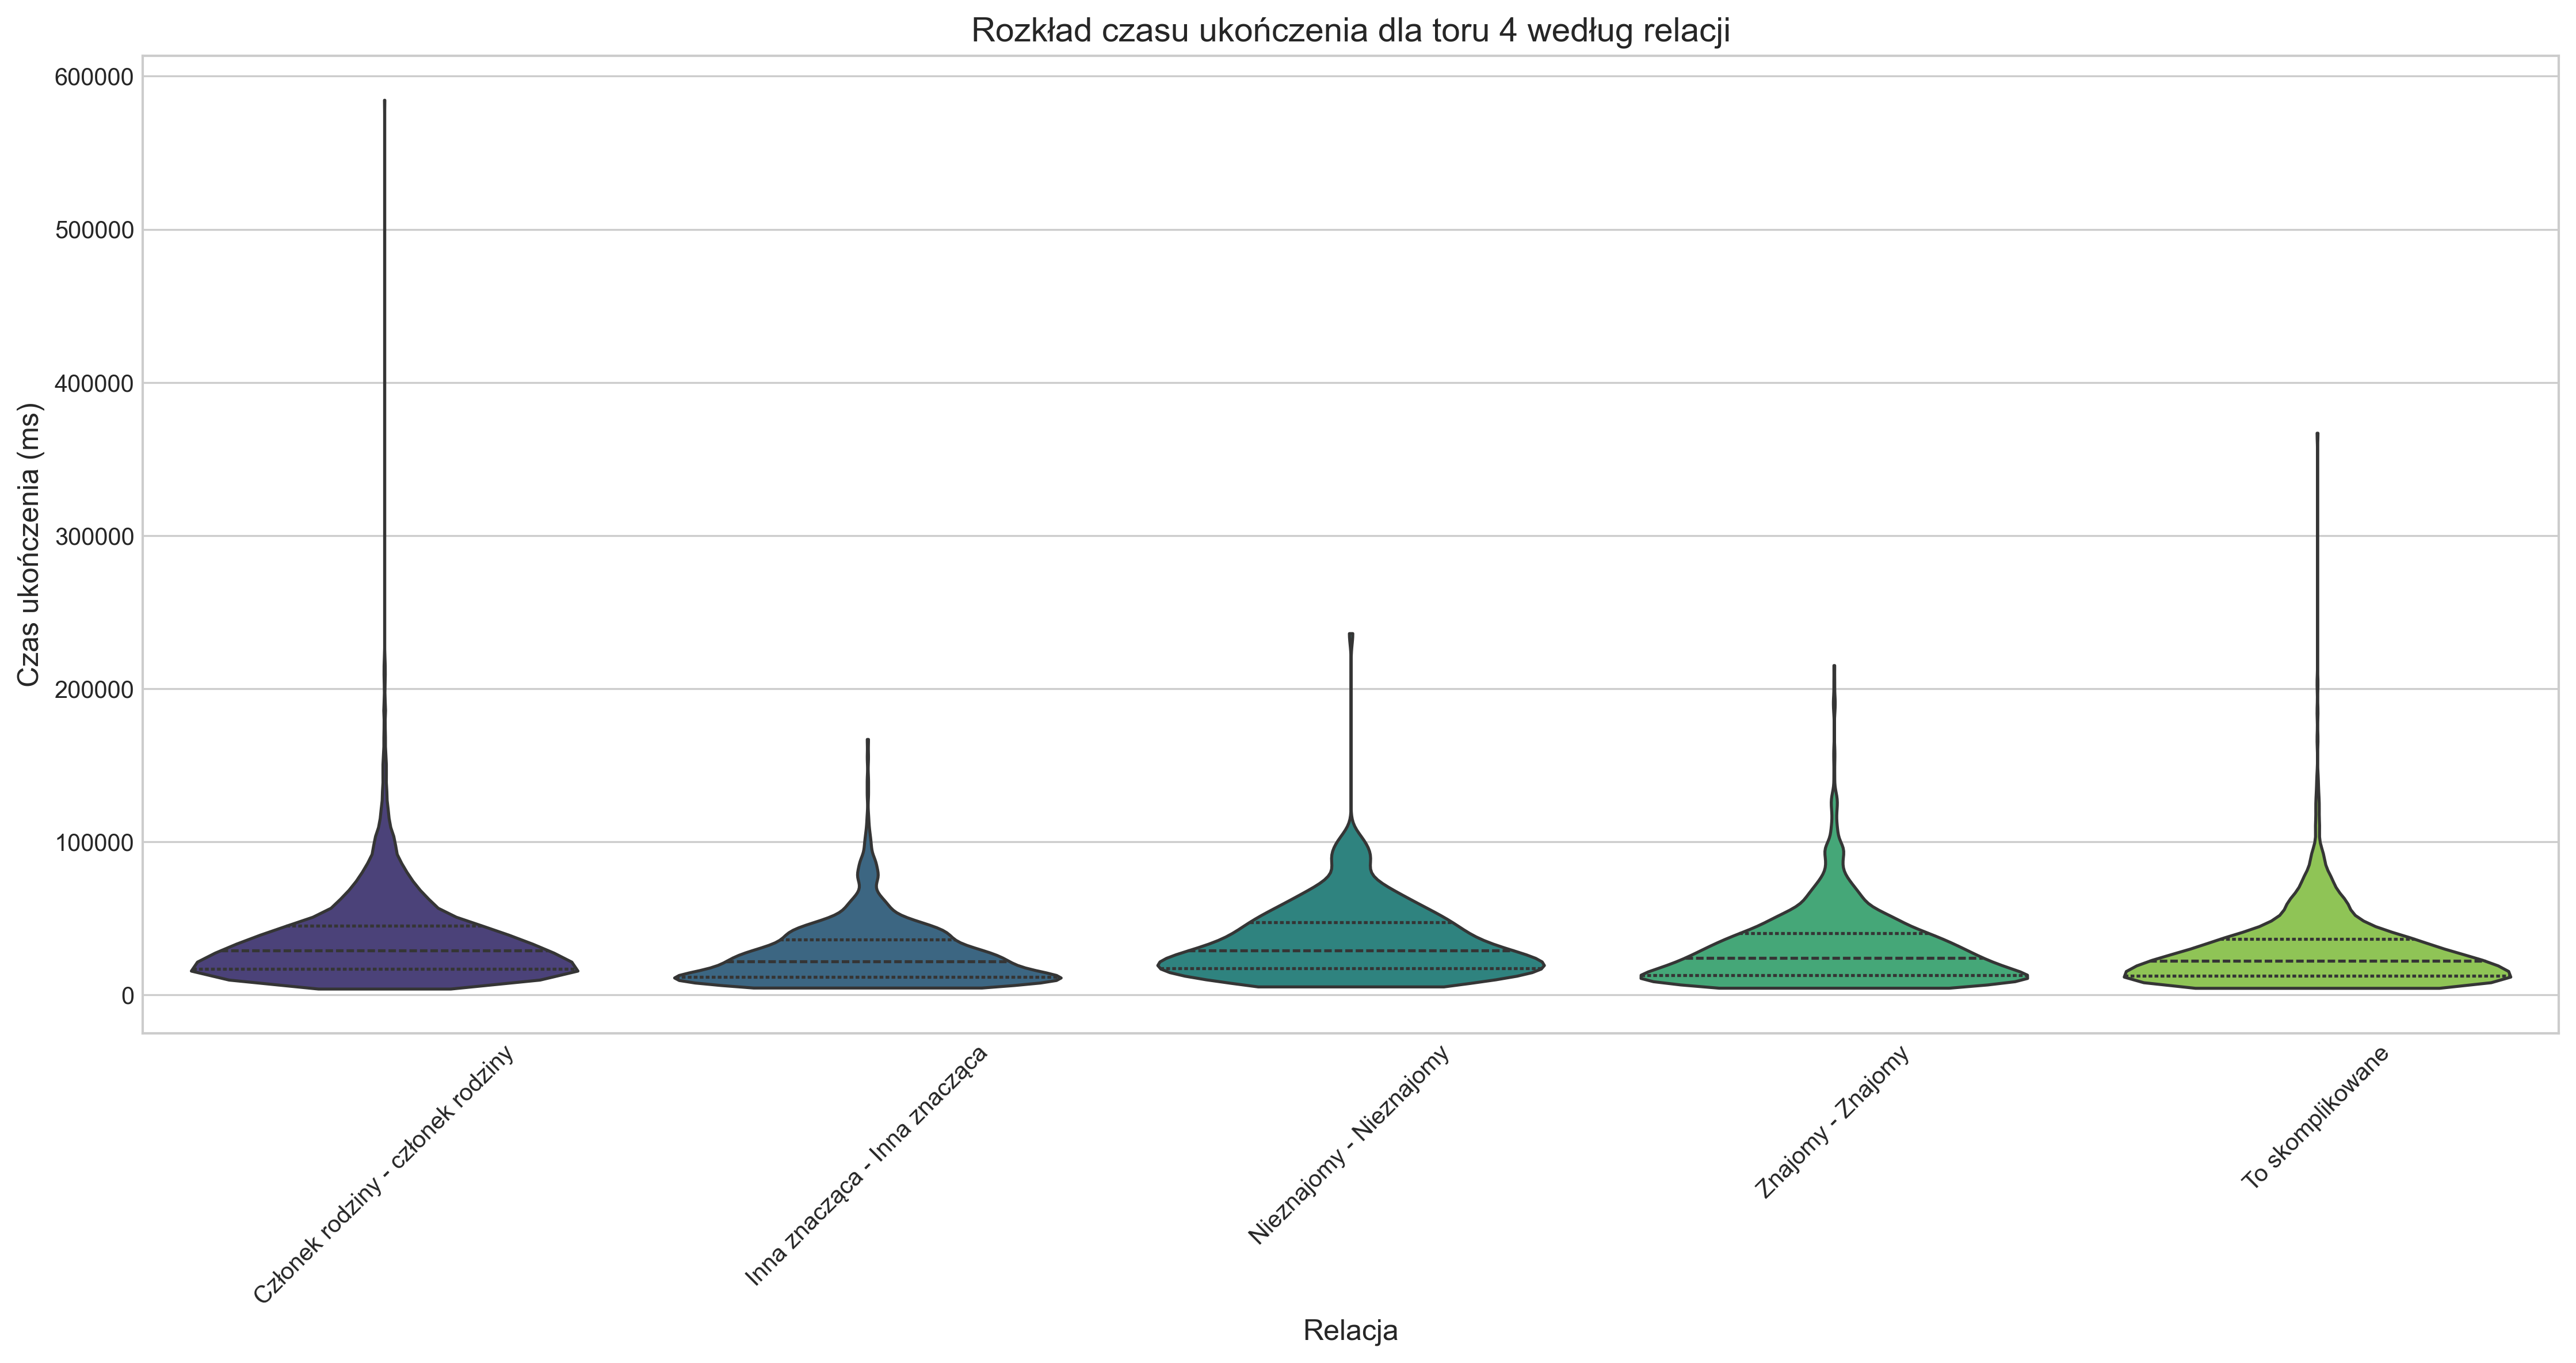 Rozkład czasu ukończenia dla toru 4 według relacji
Czas ukończenia (ms)
600000
500000
400000
300000
200000
100000
0
Członek rodziny - członek rodziny
Inna znacząca - Inna znacząca
Nieznajomy - Nieznajomy
Znajomy - Znajomy
To skomplikowane
Relacja